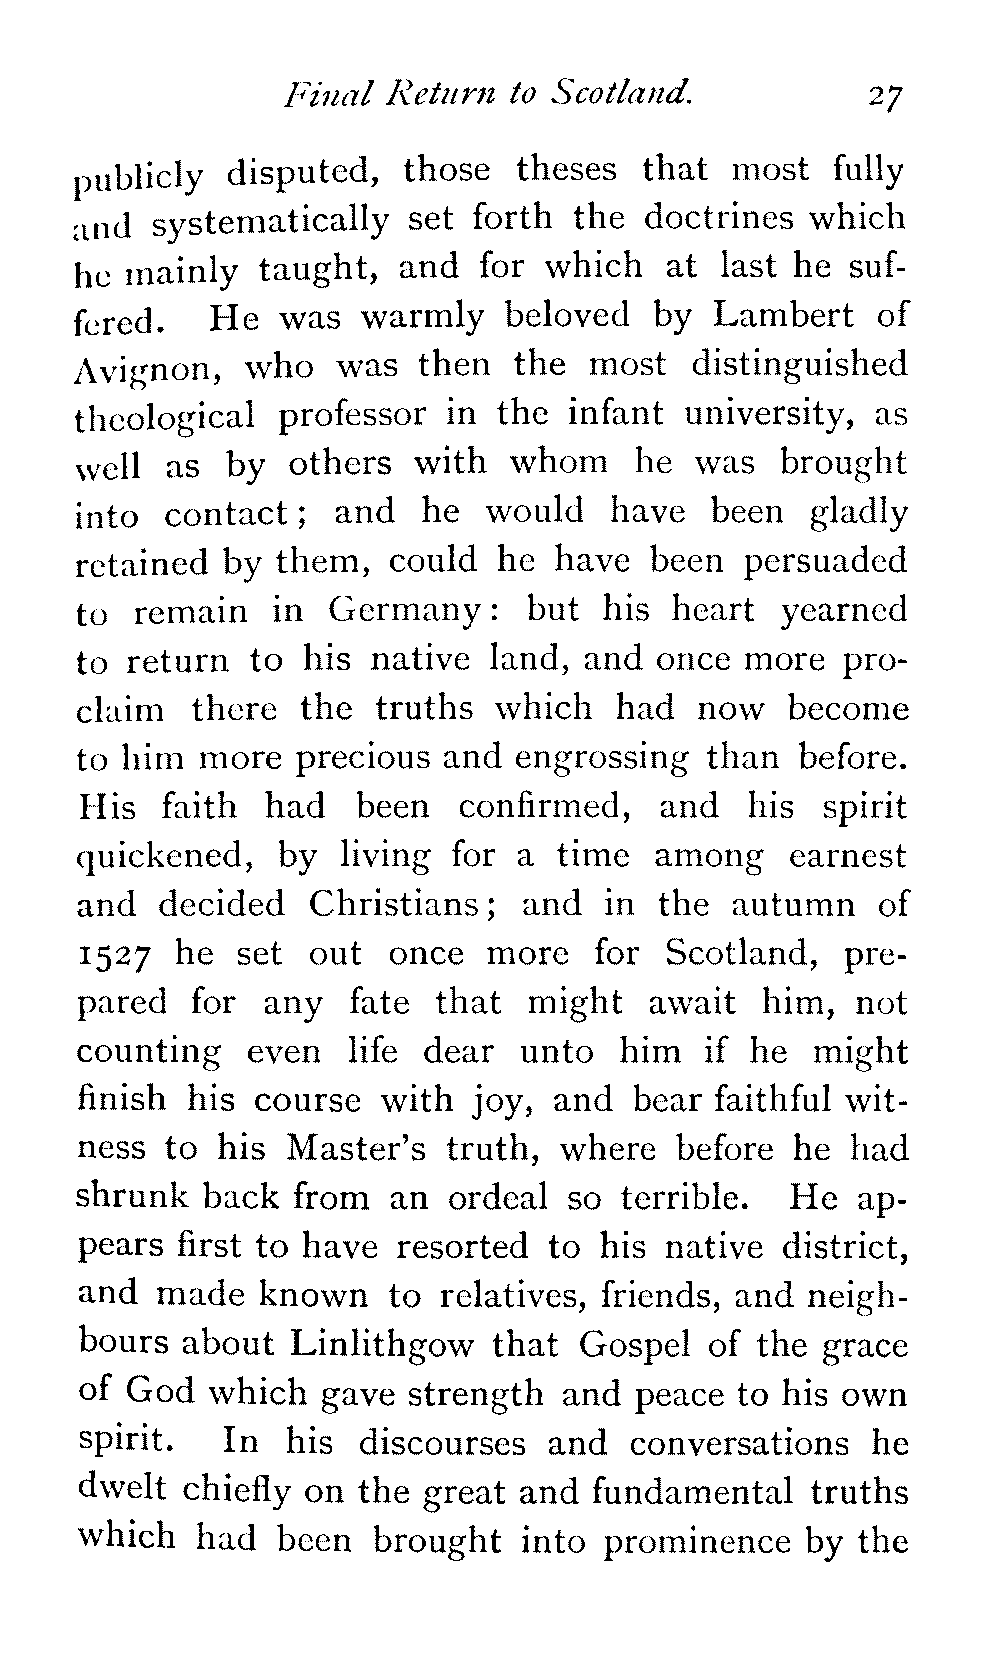 Final Return to Scotland. 27
publicly disputed, those theses that most fully
and systematically set forth the doctrines which
he mainly taught, and for which at last he suf-
fered. He was warmly beloved by Lambert of
Avignon, who was then the most distinguished
theological professor in the infant university, as
well as by others with whom he was brought
into contact; and he would have been gladly
retained by them, could he have been persuaded
to remain in Germany: but his heart yearned
to return to his native land, and once more pro-
claim there the truths which had now become
to him more precious and engrossing than before.
His faith had been confirmed, and his spirit
quickened, by living for a time among earnest
and decided Christians; and in the autumn of
1527 he set out once more for Scotland, pre-
pared for any fate that might await him, not
counting even life dear unto him if he might
finish his course with joy, and bear faithful wit-
ness to his Master's truth, where before he had
shrunk back from an ordeal so terrible. He ap-
pears first to have resorted to his native district,
and made known to relatives, friends, and neigh-
bours about Linlithgow that Gospel of the grace
of God which gave strength and peace to his own
spirit. In his discourses and conversations he
dwelt chiefly on the great and fundamental truths
which had been brought into prominence by the